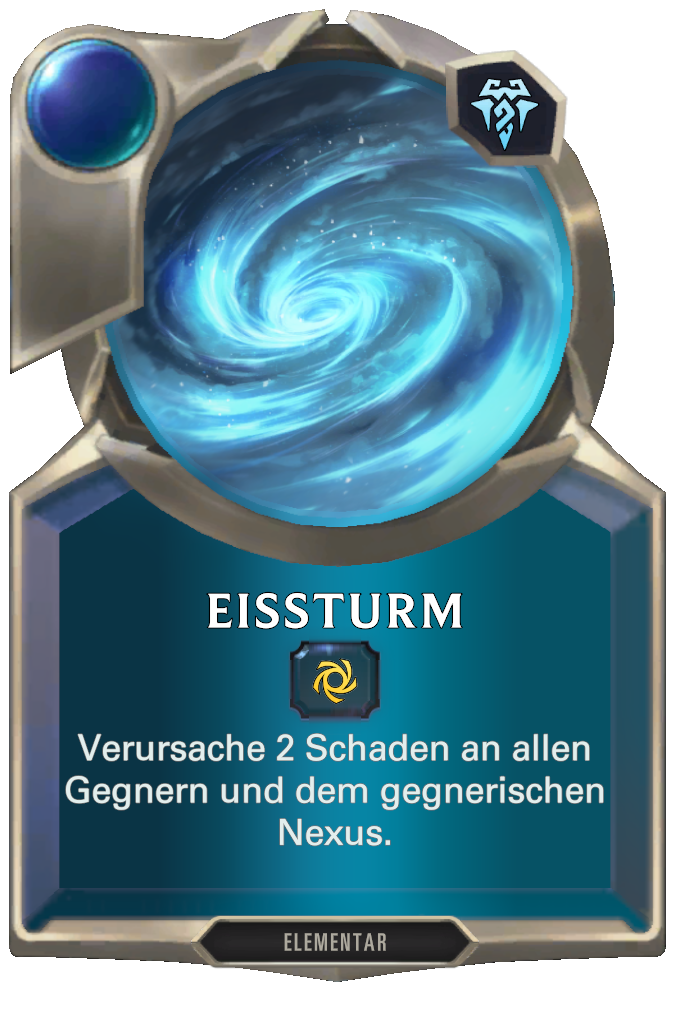 EISSTURM
Verursache 2 Schaden an allen
Gegnern und dem gegnerischen
Nexus.
ELEMENTAR